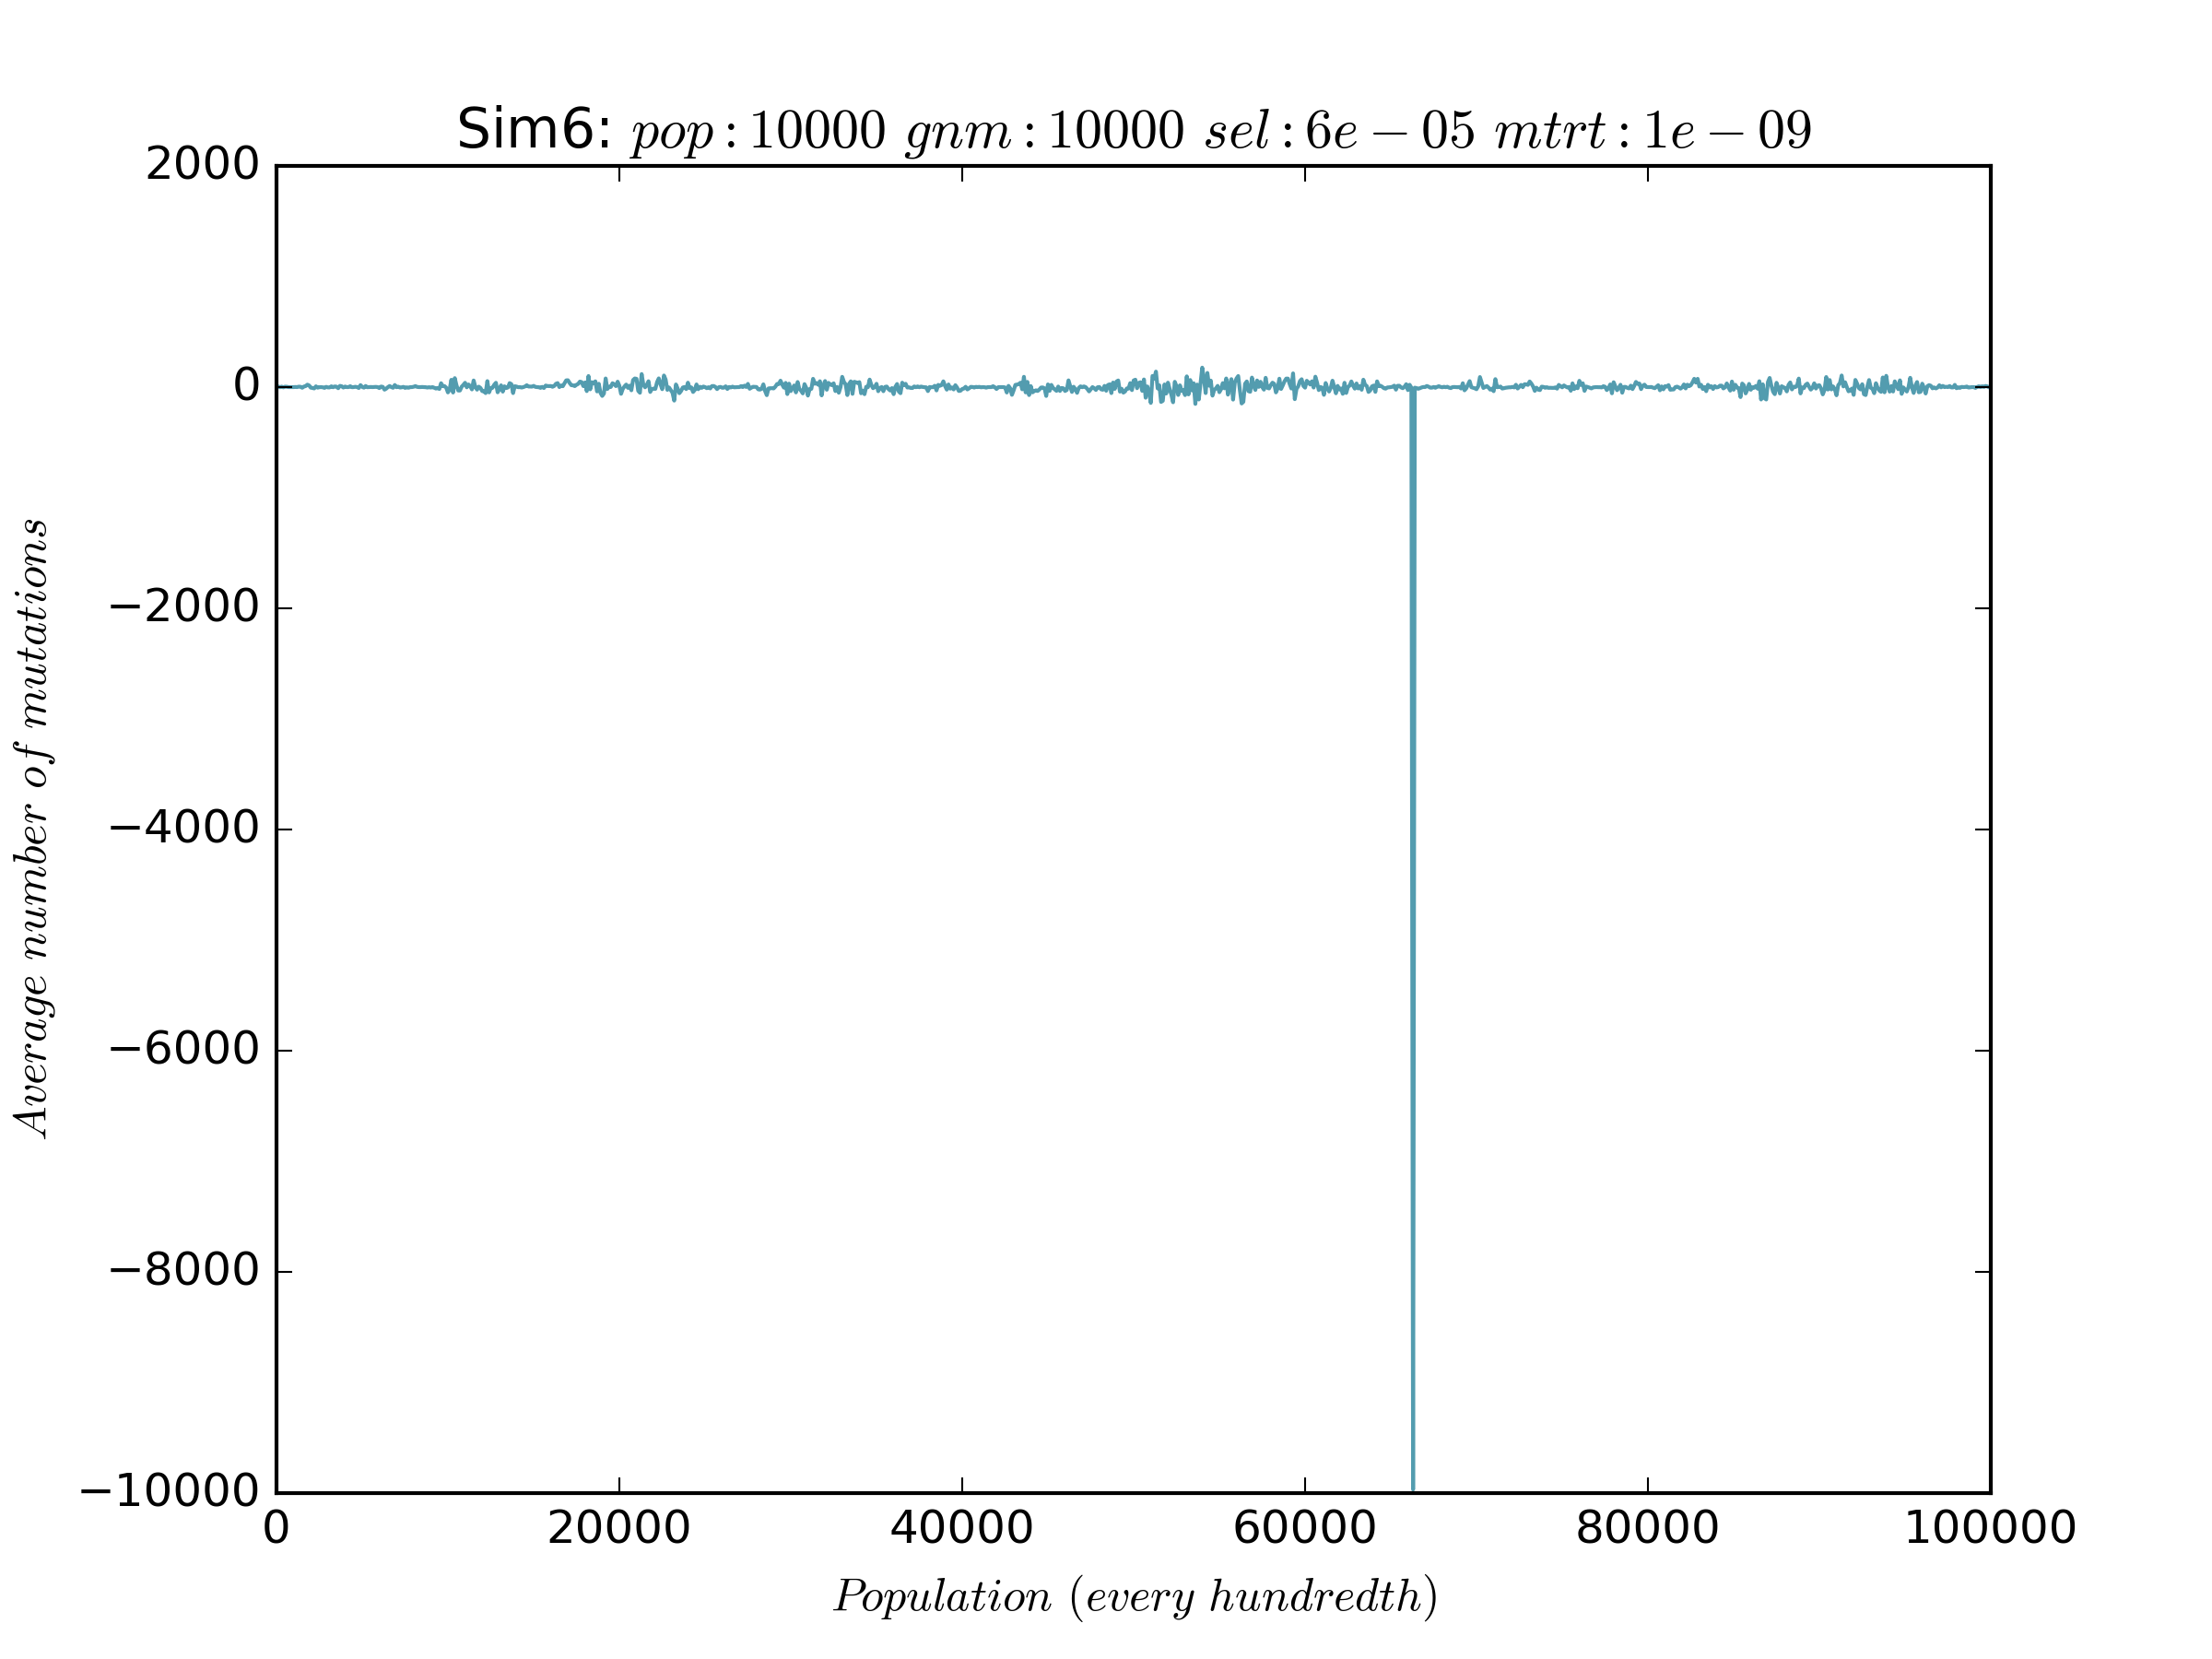 Sim6: pop:10000 gnm:10000 sel:6e−05 mtrt:1e−09
2000
0
−2000
−4000
−6000
−8000
−10000
Average number of mutations
0 20000 40000 60000 80000 100000
Population (every hundredth)